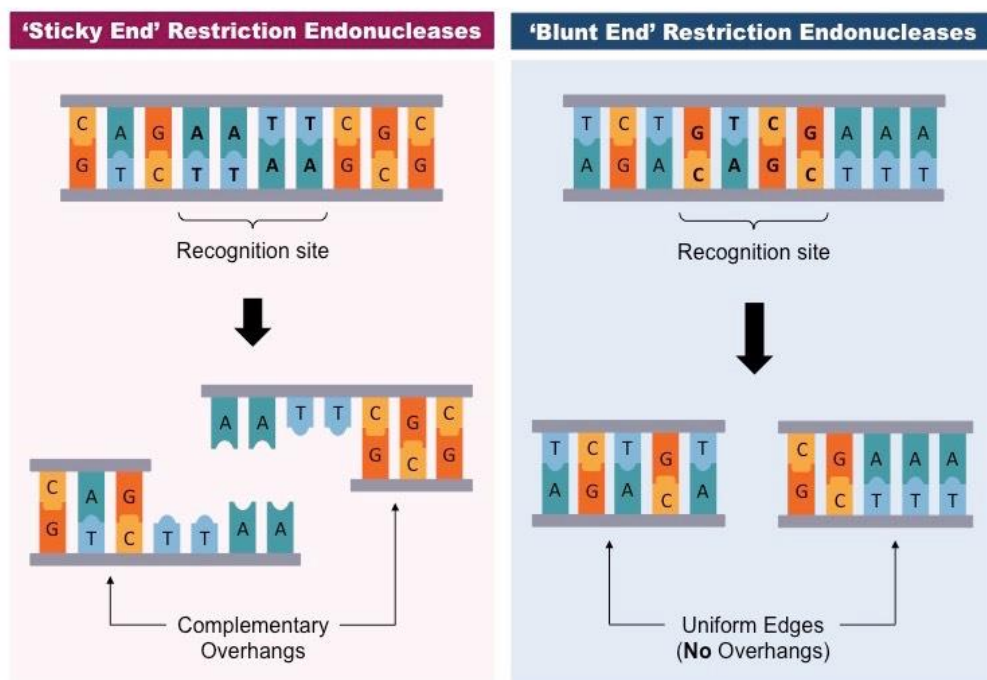 'Sticky End' Restriction Endonucleases
C A G A A T T C G C
G T C T T A A G C G
Recognition site
A A T T C G C
G C G
C A G
G T C T T A A
Complementary
Overhangs
'Blunt End' Restriction Endonucleases
T C T G T C G A A A
A G A C A G C T T T
Recognition site
T C T G T
A G A C A
C G A A A
G C T T T
Uniform Edges
(No Overhangs)